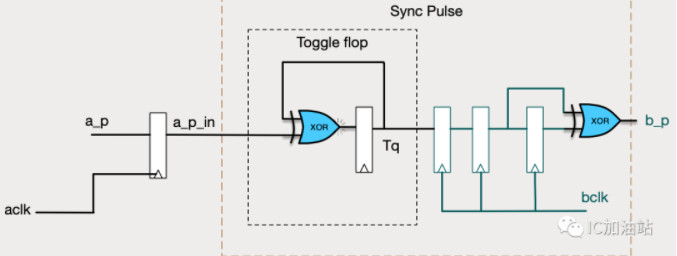 Sync Pulse
Toggle flop
a_p
a_p_in
XOR
Tq
XOR
b_p
aclk
bclk
IC加油站